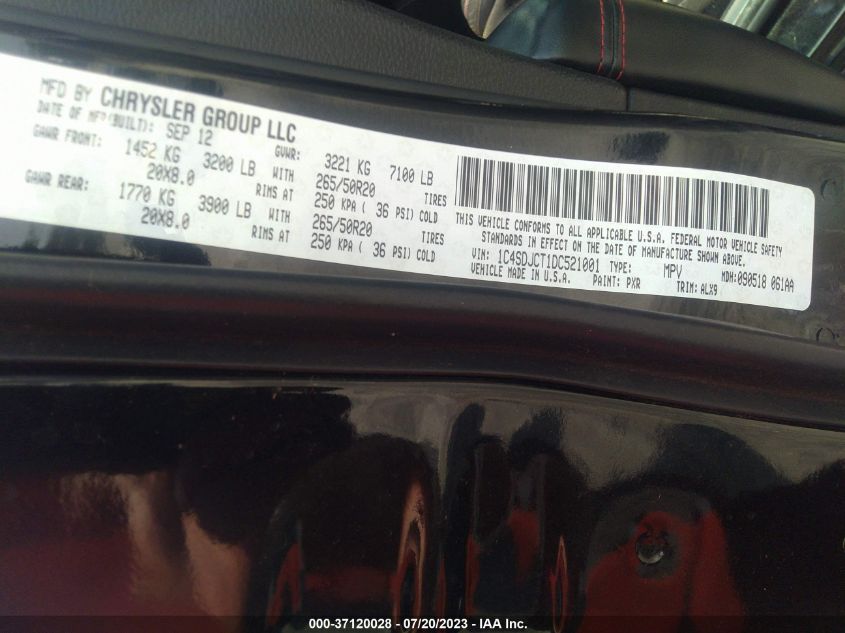 MFD BY CHRYSLER GROUP LLC
DATE OF MFR(BUILT): SEP 12 GVWR: 3221 KG 7100 LB
GAWR FRONT: 1452 KG 3200 LB WITH 265/50R20 TIRES
20X8.0 RIMS AT 250 KPA ( 36 PSI) COLD
GAWR REAR: 1770 KG 3900 LB WITH 265/50R20 TIRES
20X8.0 RIMS AT 250 KPA ( 36 PSI) COLD
THIS VEHICLE CONFORMS TO ALL APPLICABLE U.S.A. FEDERAL MOTOR VEHICLE SAFETY
STANDARDS IN EFFECT ON THE DATE OF MANUFACTURE SHOWN ABOVE.
VIN: 1C4SDJCT1DC521001 TYPE: MPV MDH:090518 061AA
VEHICLE MADE IN U.S.A. PAINT: PXR TRIM: ALX9
000-37120028 - 07/20/2023 - IAA Inc.